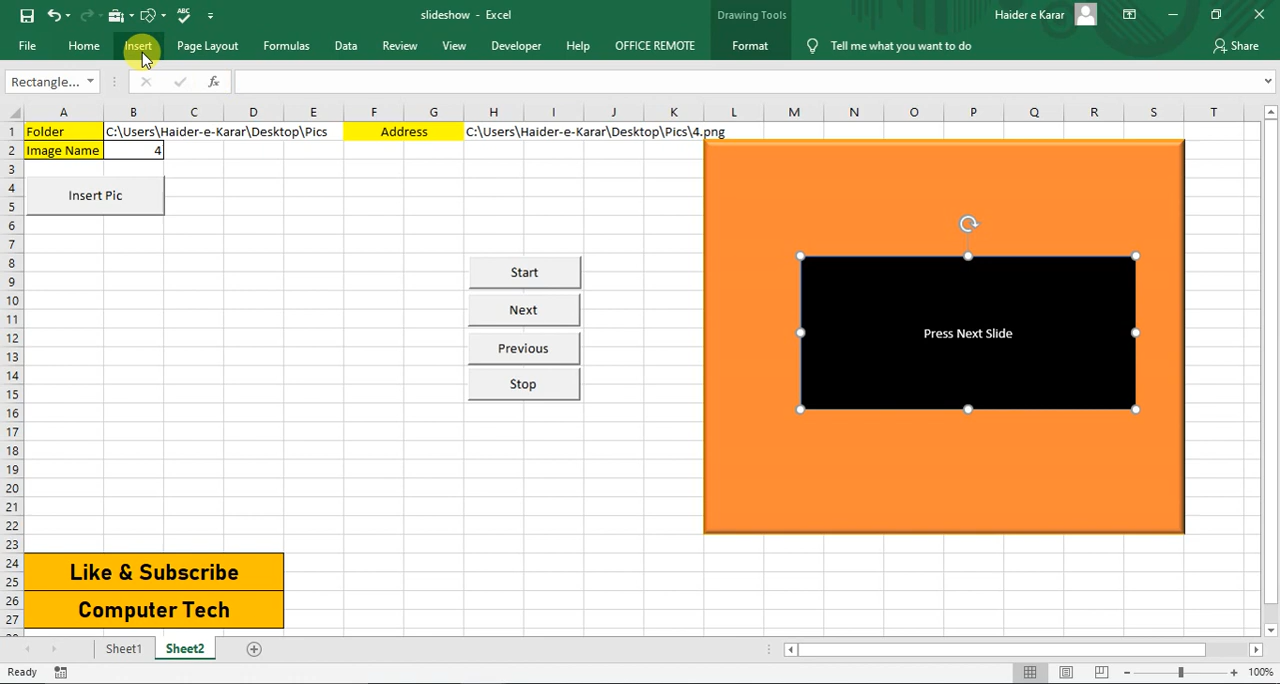 ABC
slideshow - Excel
Drawing Tools
Haider e Karar
File Home Insert Page Layout Formulas Data Review View Developer Help OFFICE REMOTE Format Tell me what you want to do Share
Rectangle... fx
A B C D E F G H I J K L M N O P Q R S T
1 Folder C:\Users\Haider-e-Karar\Desktop\Pics Address C:\Users\Haider-e-Karar\Desktop\Pics\4.png
2 Image Name 4
3
4
Insert Pic
5
6
7
8
Start
9
10
Next
11
12
Press Next Slide
13
Previous
14
Stop
15
16
17
18
19
20
21
22
23
24
Like & Subscribe
25
26
Computer Tech
27
Sheet1 Sheet2
Ready 100%